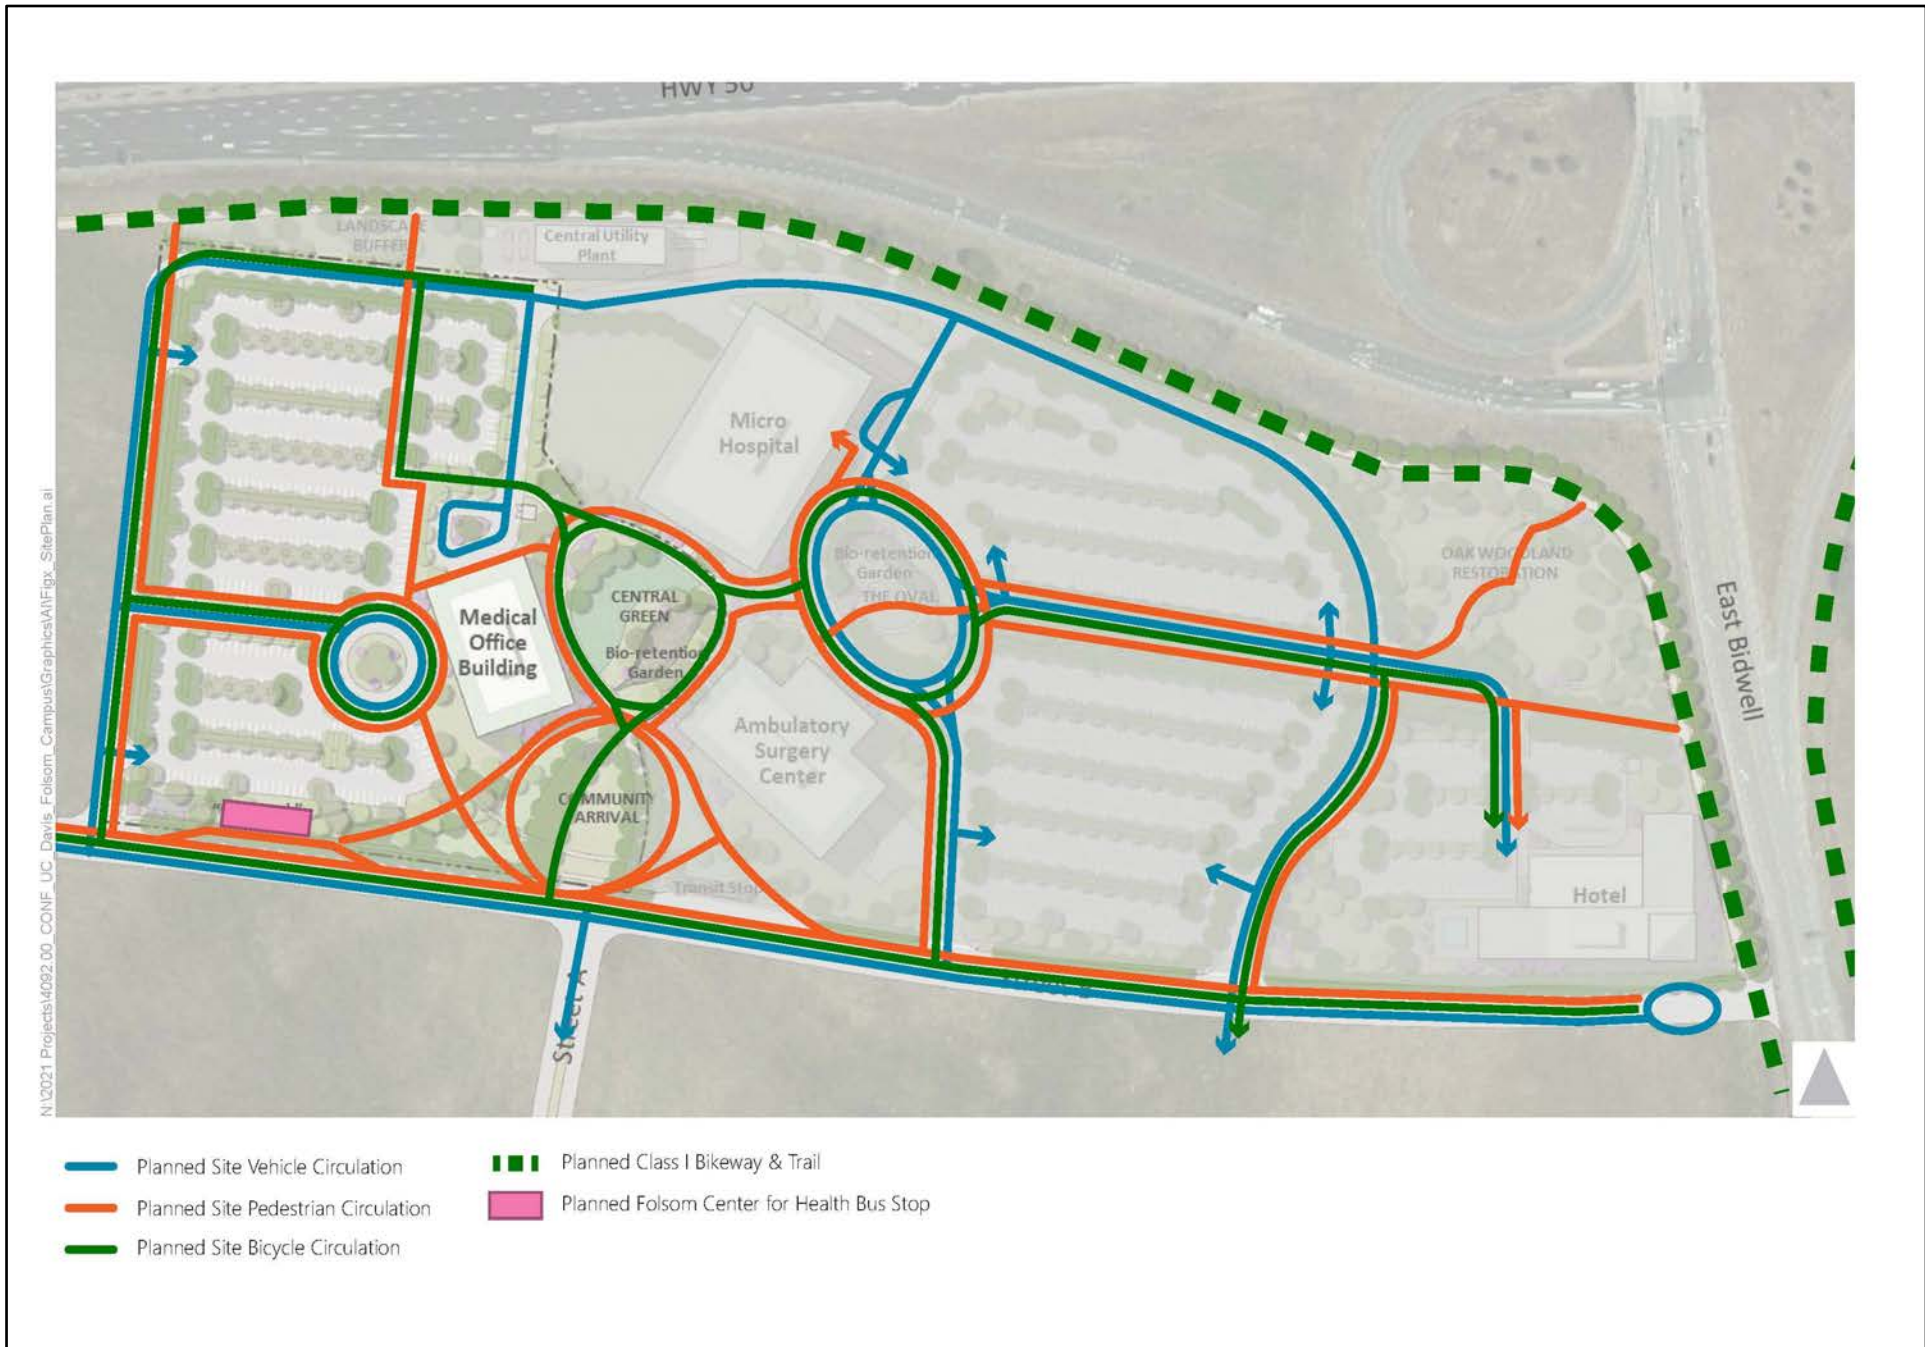 HWY 50
LANDSCAPE
BUFFER
Central Utility
Plant
Micro
Hospital
Bio-retention
Garden
THE OVAL
OAK WOODLAND
RESTORATION
East Bidwell
CENTRAL
GREEN
Bio-retention
Garden
Medical
Office
Building
Ambulatory
Surgery
Center
COMMUNITY
ARRIVAL
Transit Stop
Hotel
Street A
N:\2021 Projects\4092.00_CONF_UC_Davis_Folsom_Campus\Graphics\AI\Figx_SitePlan.ai
Planned Site Vehicle Circulation
Planned Site Pedestrian Circulation
Planned Site Bicycle Circulation
Planned Class I Bikeway & Trail
Planned Folsom Center for Health Bus Stop